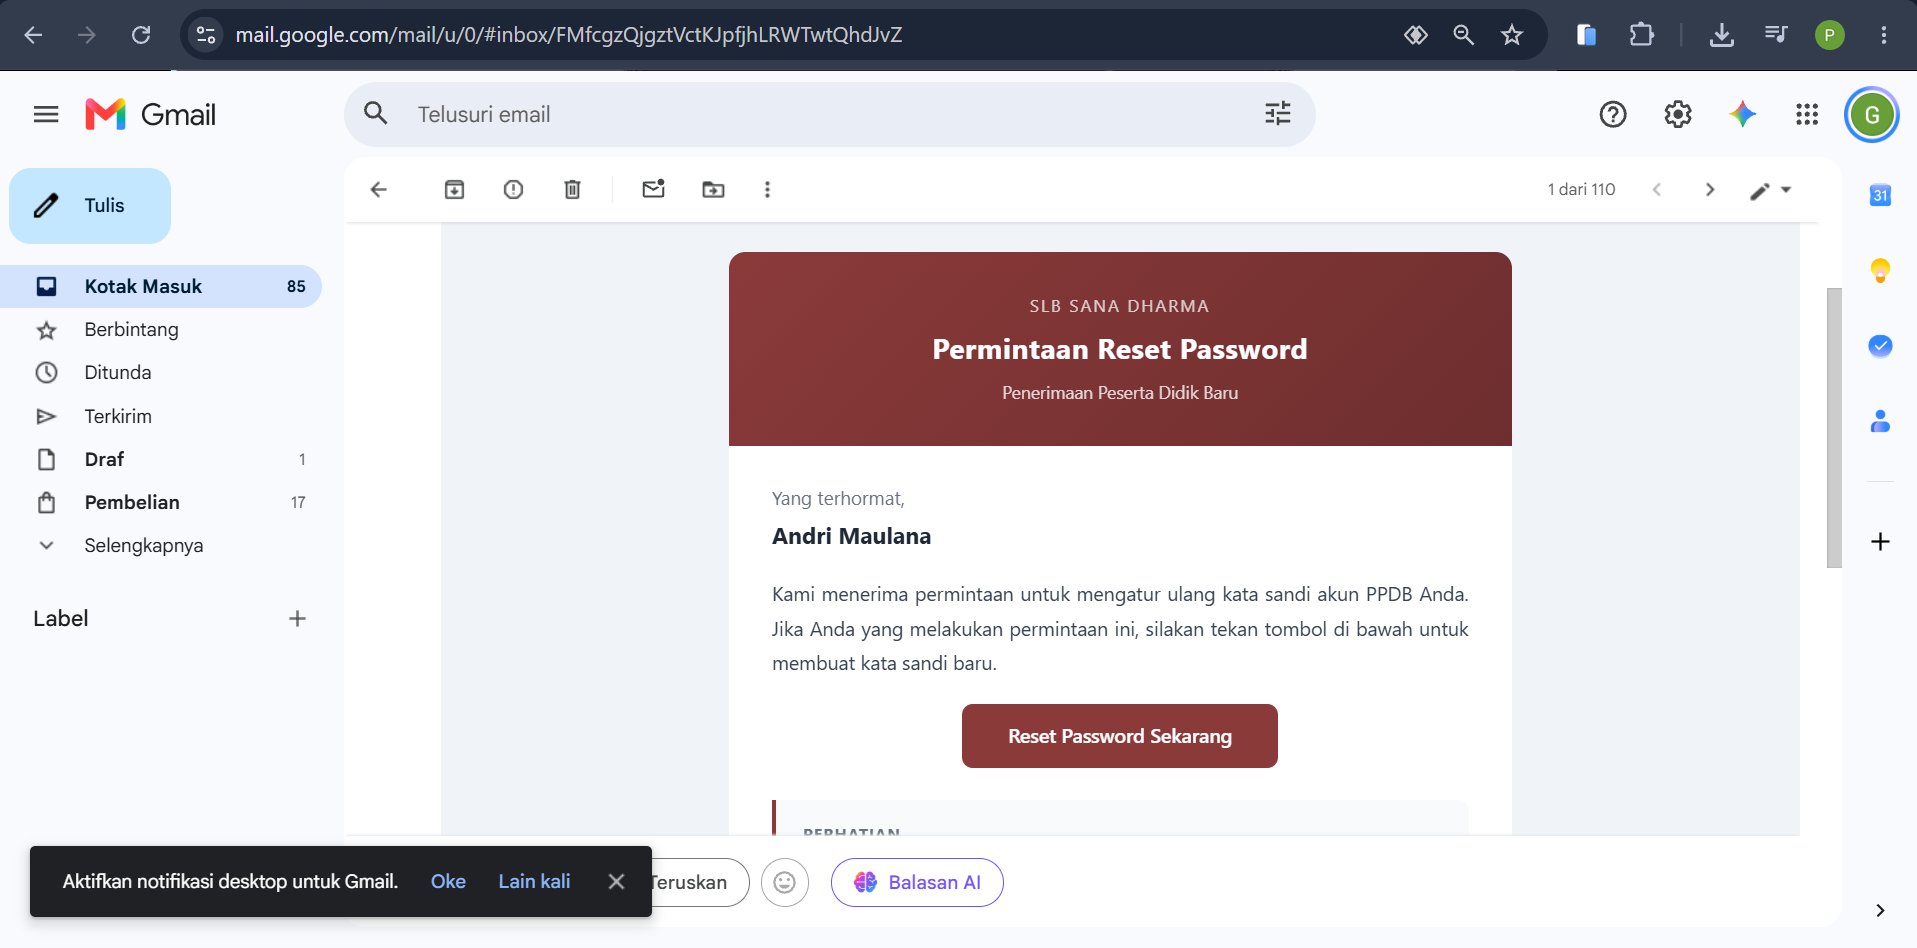 mail.google.com/mail/u/0/#inbox/FMfcgzQjgztVctKJpfjhLRWTwtQhdJvZ
P
Gmail
Telusuri email
G
Tulis
1 dari 110
31
Kotak Masuk 85
Berbintang
Ditunda
Terkirim
Draf 1
Pembelian 17
Selengkapnya
Label
SLB SANA DHARMA
Permintaan Reset Password
Penerimaan Peserta Didik Baru
Yang terhormat,
Andri Maulana
Kami menerima permintaan untuk mengatur ulang kata sandi akun PPDB Anda.
Jika Anda yang melakukan permintaan ini, silakan tekan tombol di bawah untuk
membuat kata sandi baru.
Reset Password Sekarang
PERHATIAN
Aktifkan notifikasi desktop untuk Gmail. Oke Lain kali
Teruskan
Balasan AI